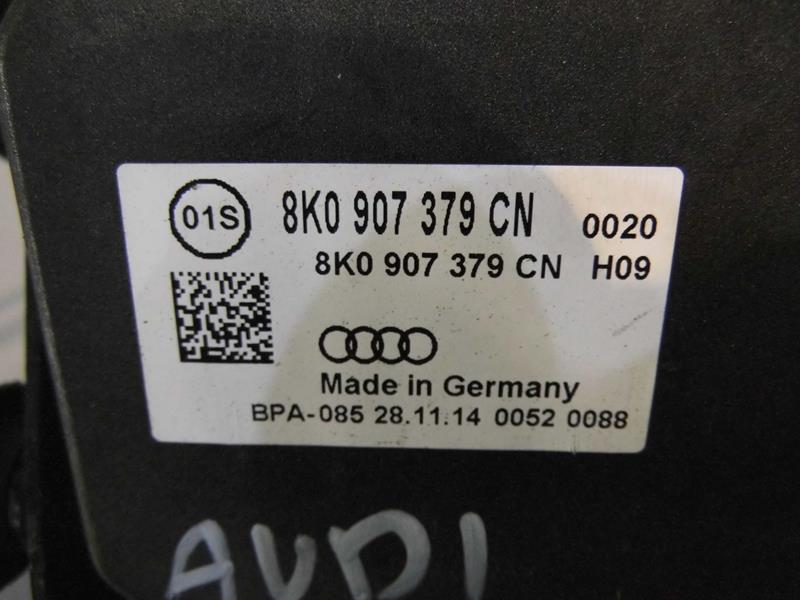 01S 8K0 907 379 CN 0020
8K0 907 379 CN H09
Made in Germany
BPA-085 28.11.14 0052 0088
AUDI